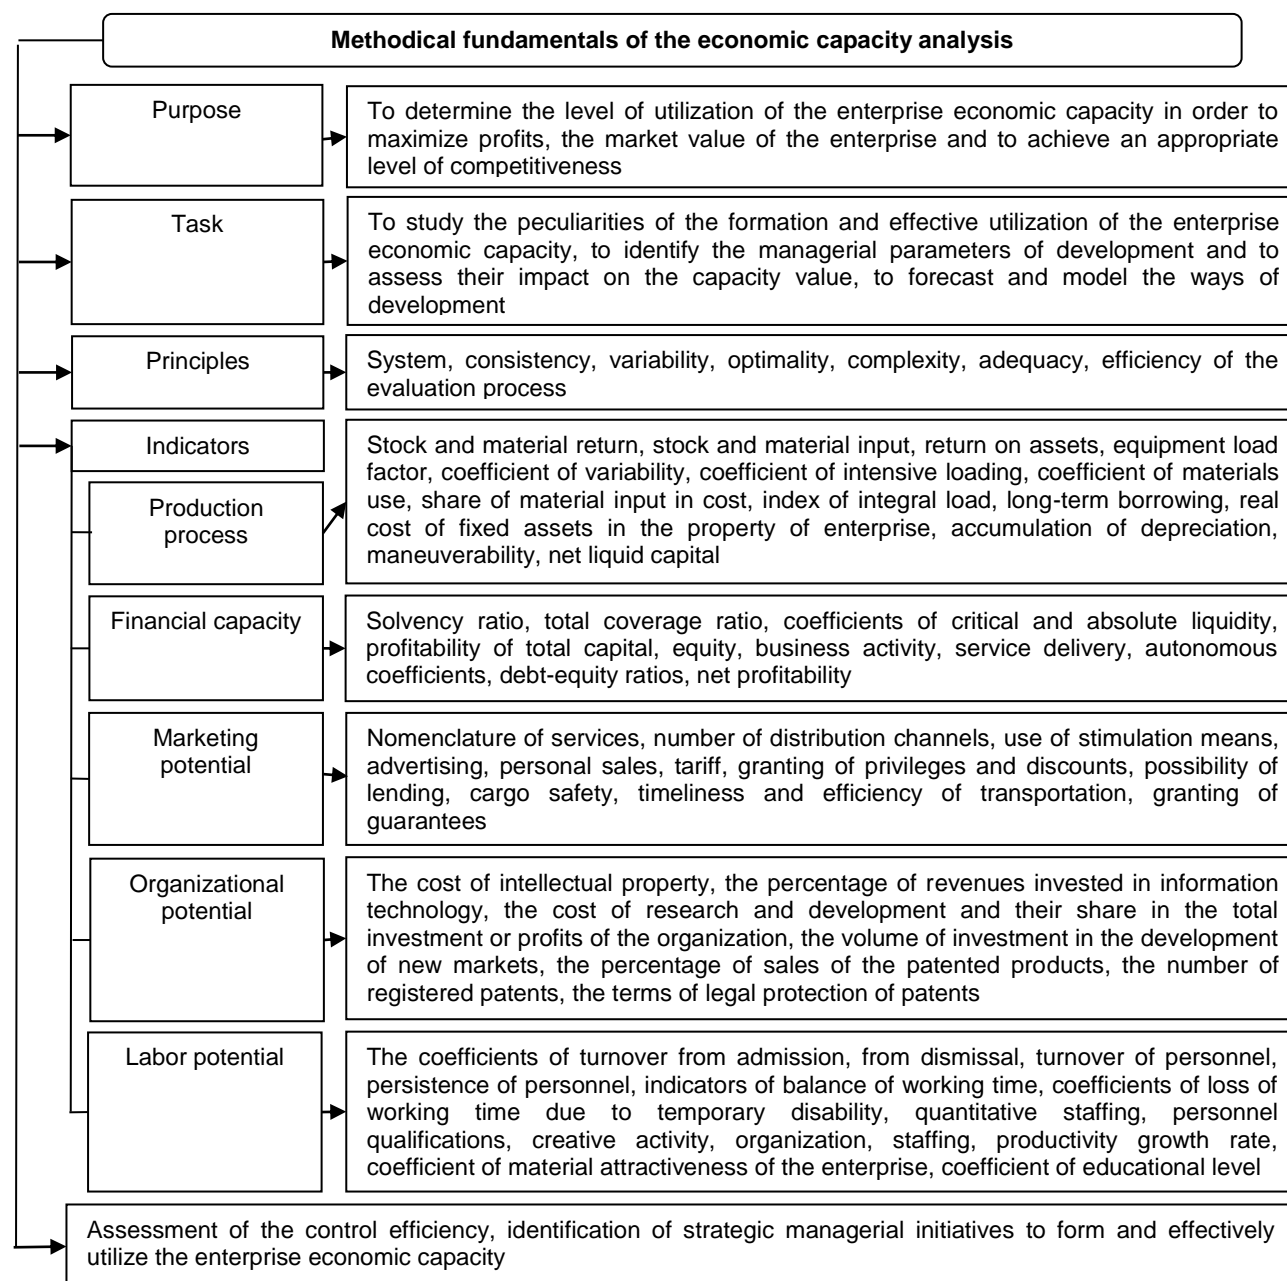 Methodical fundamentals of the economic capacity analysis
Purpose
To determine the level of utilization of the enterprise economic capacity in order to
maximize profits, the market value of the enterprise and to achieve an appropriate
level of competitiveness
Task
To study the peculiarities of the formation and effective utilization of the enterprise
economic capacity, to identify the managerial parameters of development and to
assess their impact on the capacity value, to forecast and model the ways of
development
Principles
System, consistency, variability, optimality, complexity, adequacy, efficiency of the
evaluation process
Indicators
Production
process
Stock and material return, stock and material input, return on assets, equipment load
factor, coefficient of variability, coefficient of intensive loading, coefficient of materials
use, share of material input in cost, index of integral load, long-term borrowing, real
cost of fixed assets in the property of enterprise, accumulation of depreciation,
maneuverability, net liquid capital
Financial capacity
Solvency ratio, total coverage ratio, coefficients of critical and absolute liquidity,
profitability of total capital, equity, business activity, service delivery, autonomous
coefficients, debt-equity ratios, net profitability
Marketing
potential
Nomenclature of services, number of distribution channels, use of stimulation means,
advertising, personal sales, tariff, granting of privileges and discounts, possibility of
lending, cargo safety, timeliness and efficiency of transportation, granting of
guarantees
Organizational
potential
The cost of intellectual property, the percentage of revenues invested in information
technology, the cost of research and development and their share in the total
investment or profits of the organization, the volume of investment in the development
of new markets, the percentage of sales of the patented products, the number of
registered patents, the terms of legal protection of patents
Labor potential
The coefficients of turnover from admission, from dismissal, turnover of personnel,
persistence of personnel, indicators of balance of working time, coefficients of loss of
working time due to temporary disability, quantitative staffing, personnel
qualifications, creative activity, organization, staffing, productivity growth rate,
coefficient of material attractiveness of the enterprise, coefficient of educational level
Assessment of the control efficiency, identification of strategic managerial initiatives to form and effectively
utilize the enterprise economic capacity